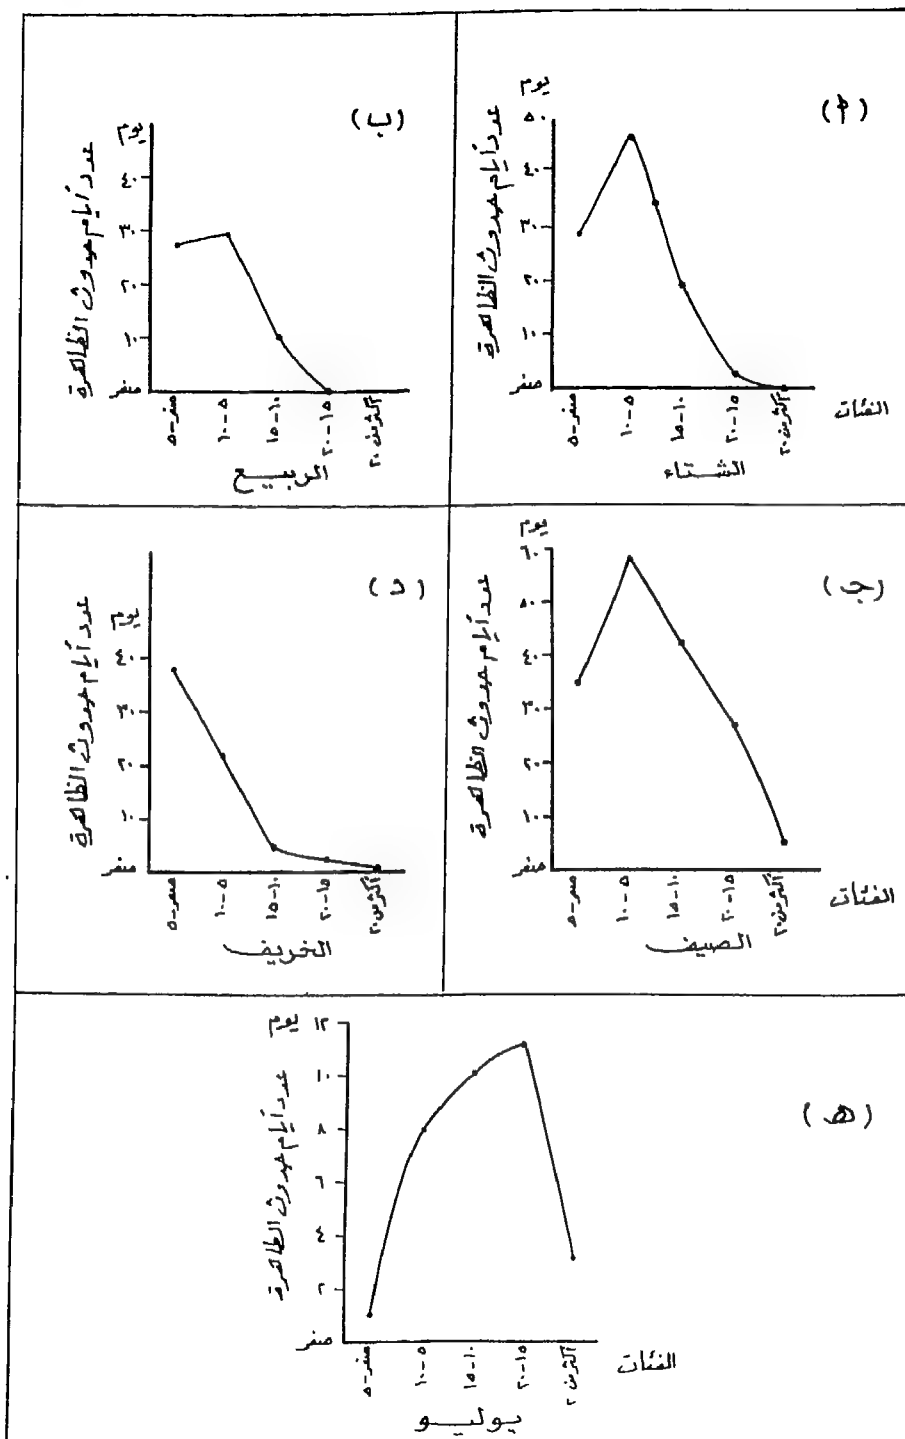 (أ)
يوم
عدد أيام حدوث الظاهرة
٥٠
٤٠
٣٠
٢٠
١٠
صفر
صفر-٥
٥-١٠
١٠-١٥
١٥-٢٠
أكثر من ٢٠
الفئات
الشتاء
(ب)
يوم
عدد أيام حدوث الظاهرة
٤٠
٣٠
٢٠
١٠
صفر
صفر-٥
٥-١٠
١٠-١٥
١٥-٢٠
أكثر من ٢٠
الربيع
(ج)
يوم
عدد أيام حدوث الظاهرة
٦٠
٥٠
٤٠
٣٠
٢٠
١٠
صفر
صفر-٥
٥-١٠
١٠-١٥
١٥-٢٠
أكثر من ٢٠
الفئات
الصيف
(د)
يوم
عدد أيام حدوث الظاهرة
٤٠
٣٠
٢٠
١٠
صفر
صفر-٥
٥-١٠
١٠-١٥
١٥-٢٠
أكثر من ٢٠
الخريف
(هـ)
يوم
عدد أيام حدوث الظاهرة
١٢
١٠
٨
٦
٤
٢
صفر
صفر-٥
٥-١٠
١٠-١٥
١٥-٢٠
أكثر من ٢٠
الفئات
يوليو